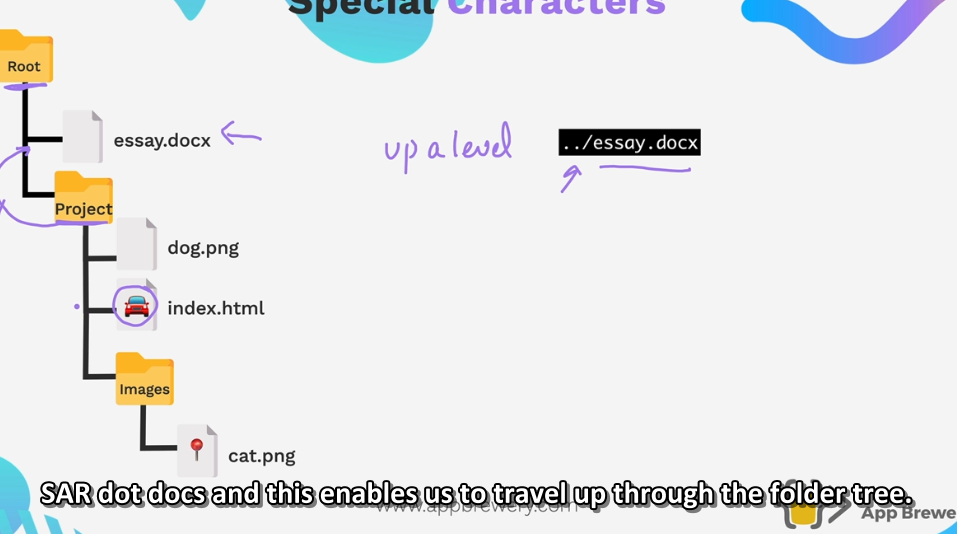 Special Characters
Root
essay.docx
up a level
../essay.docx
Project
dog.png
index.html
Images
cat.png
SAR dot docs and this enables us to travel up through the folder tree.
www.appbrewery.com
App Brewe